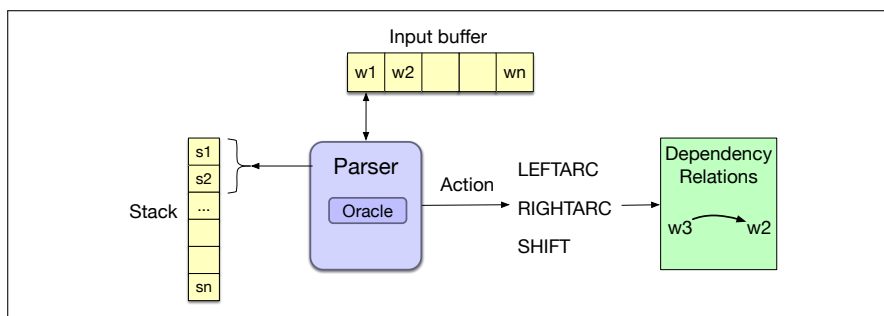 Input buffer
w1 w2 wn
s1
s2
...
sn
Stack
Parser
Oracle
Action
LEFTARC
RIGHTARC
SHIFT
Dependency
Relations
w3 w2